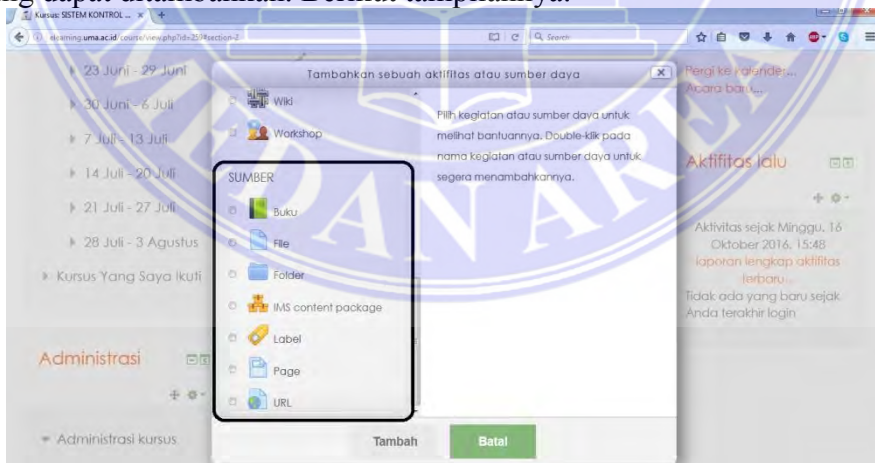 ng dapat ditambahkan. Berikut tampilannya:
Kursus: SISTEM KONTROL ...
elearning.uma.ac.id/course/view.php?id=259#section-2
Search
23 Juni - 29 Juni
30 Juni - 6 Juli
7 Juli - 13 Juli
14 Juli - 20 Juli
21 Juli - 27 Juli
28 Juli - 3 Agustus
Kursus Yang Saya Ikuti
Administrasi
Administrasi kursus
Tambahkan sebuah aktifitas atau sumber daya
Wiki
Workshop
SUMBER
Buku
File
Folder
IMS content package
Label
Page
URL
Pilih kegiatan atau sumber daya untuk
melihat bantuannya. Double-klik pada
nama kegiatan atau sumber daya untuk
segera menambahkannya.
Tambah
Batal
Pergi ke kalender...
Acara baru...
Aktifitas lalu
Aktivitas sejak Minggu, 16
Oktober 2016, 15:48
laporan lengkap aktifitas
terbaru...
Tidak ada yang baru sejak
Anda terakhir login
MEDAN AREA